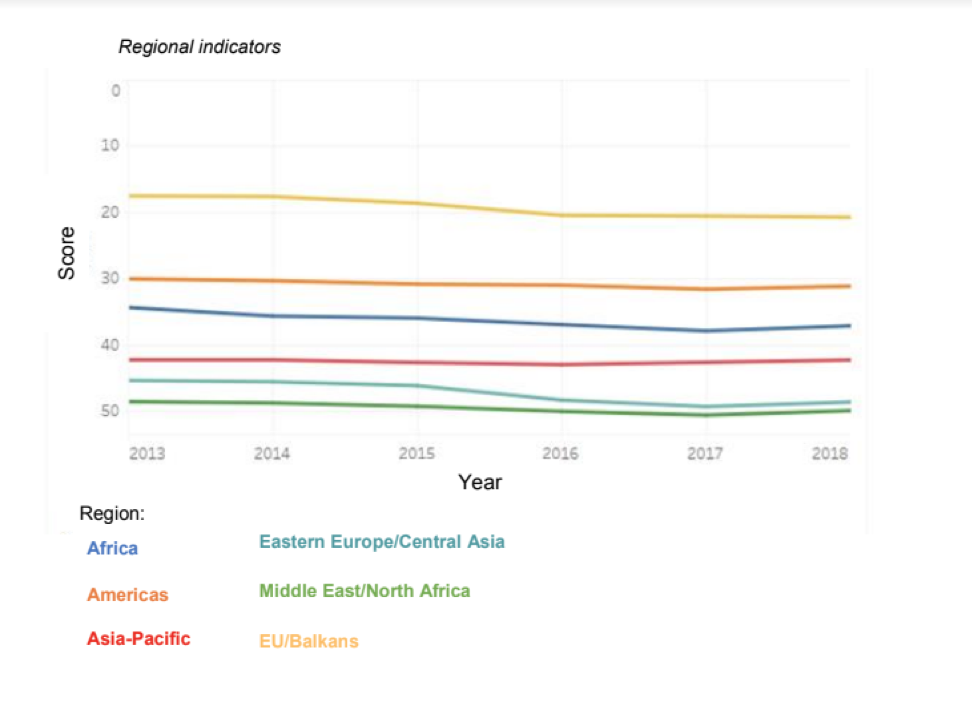 Regional indicators
0
10
20
30
40
50
Score
2013 2014 2015 2016 2017 2018
Year
Region:
Africa
Americas
Asia-Pacific
Eastern Europe/Central Asia
Middle East/North Africa
EU/Balkans